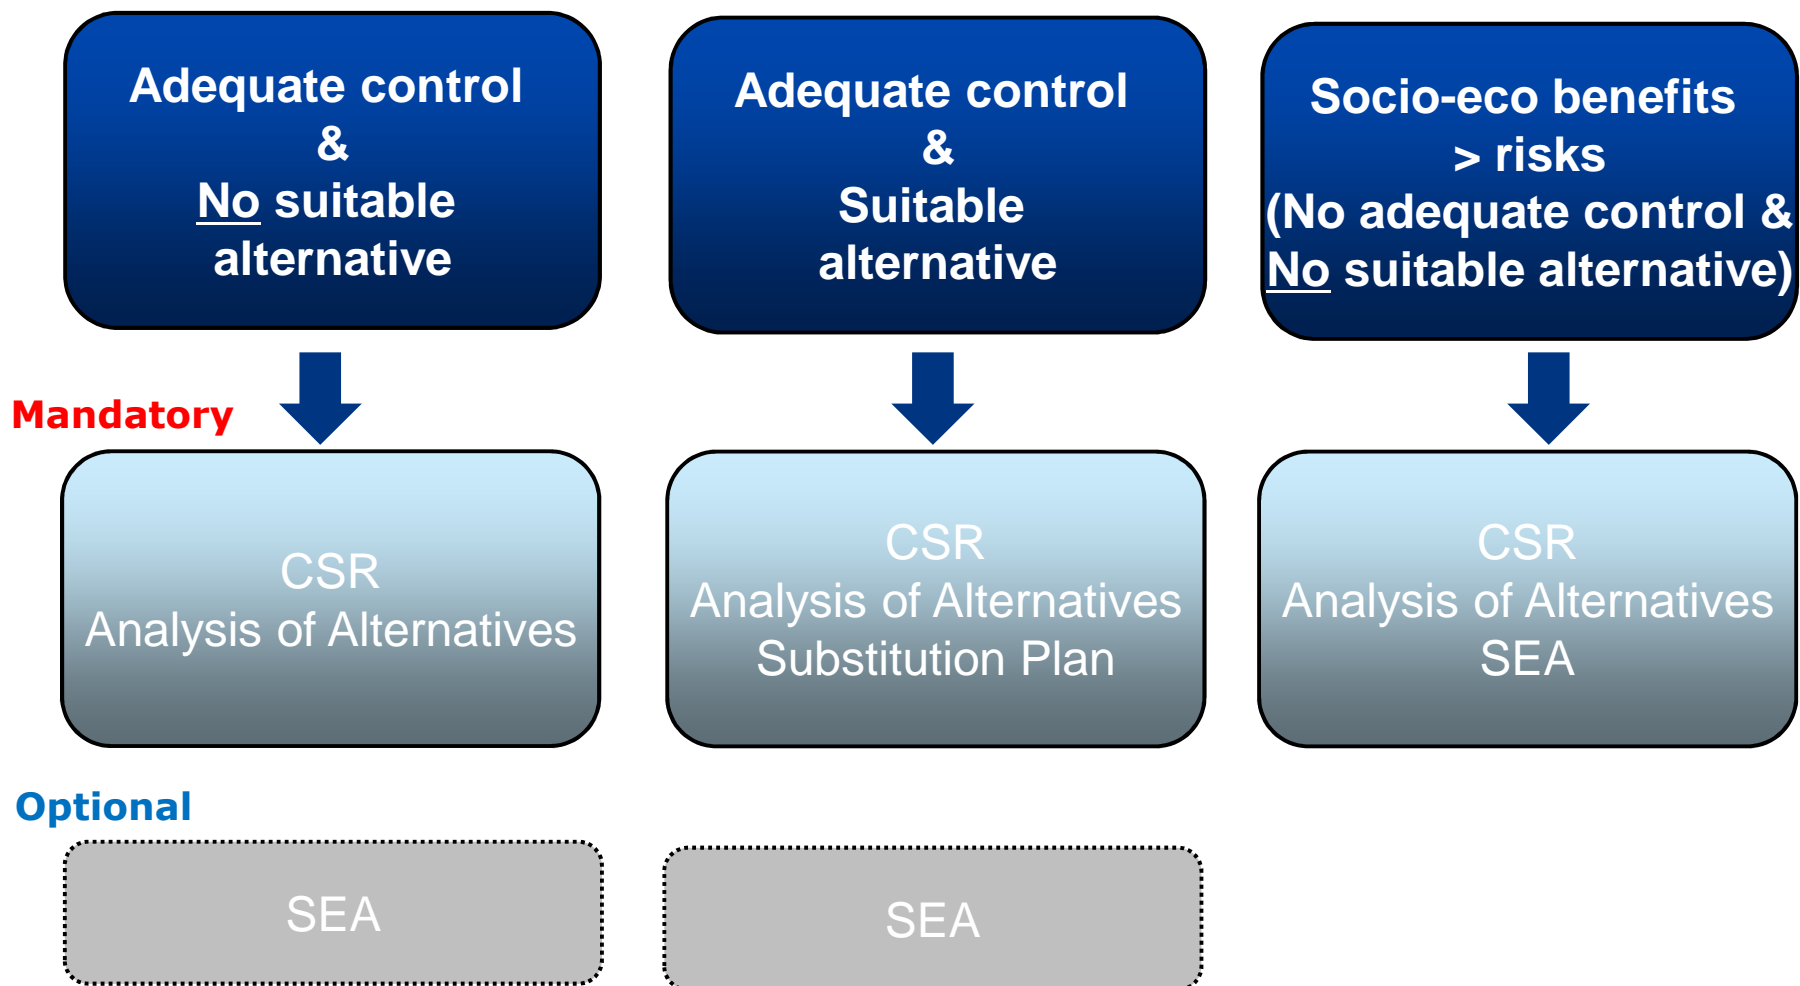 Adequate control
&
No suitable
alternative
Adequate control
&
Suitable
alternative
Socio-eco benefits
> risks
(No adequate control &
No suitable alternative)
Mandatory
CSR
Analysis of Alternatives
CSR
Analysis of Alternatives
Substitution Plan
CSR
Analysis of Alternatives
SEA
Optional
SEA
SEA